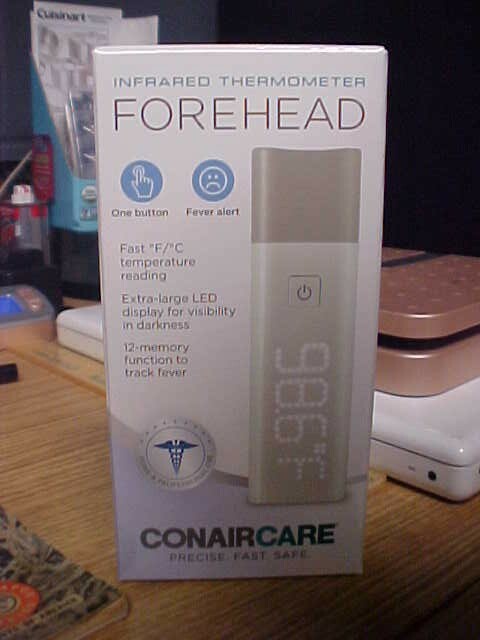 Cuisinart
INFRARED THERMOMETER
FOREHEAD
One button
Fever alert
Fast °F/°C
temperature
reading
Extra-large LED
display for visibility
in darkness
12-memory
function to
track fever
98.6°F
CONAIRCARE
PRECISE. FAST. SAFE.